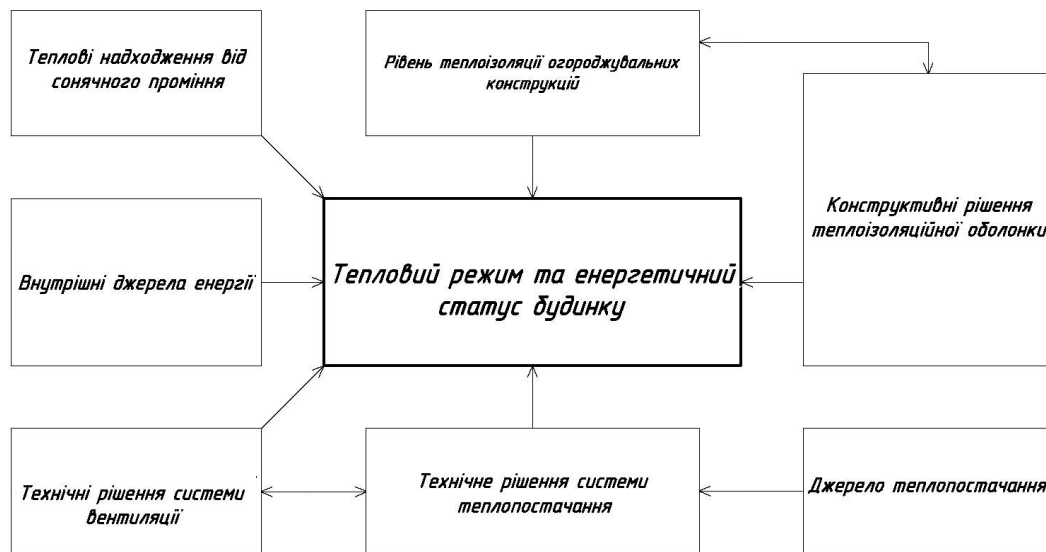 Теплові надходження від
сонячного проміння
Рівень теплоізоляції огороджувальних
конструкцій
Конструктивні рішення
теплоізоляційної оболонки
Внутрішні джерела енергії
Тепловий режим та енергетичний
статус будинку
Технічні рішення системи
вентиляції
Технічне рішення системи
теплопостачання
Джерело теплопостачання